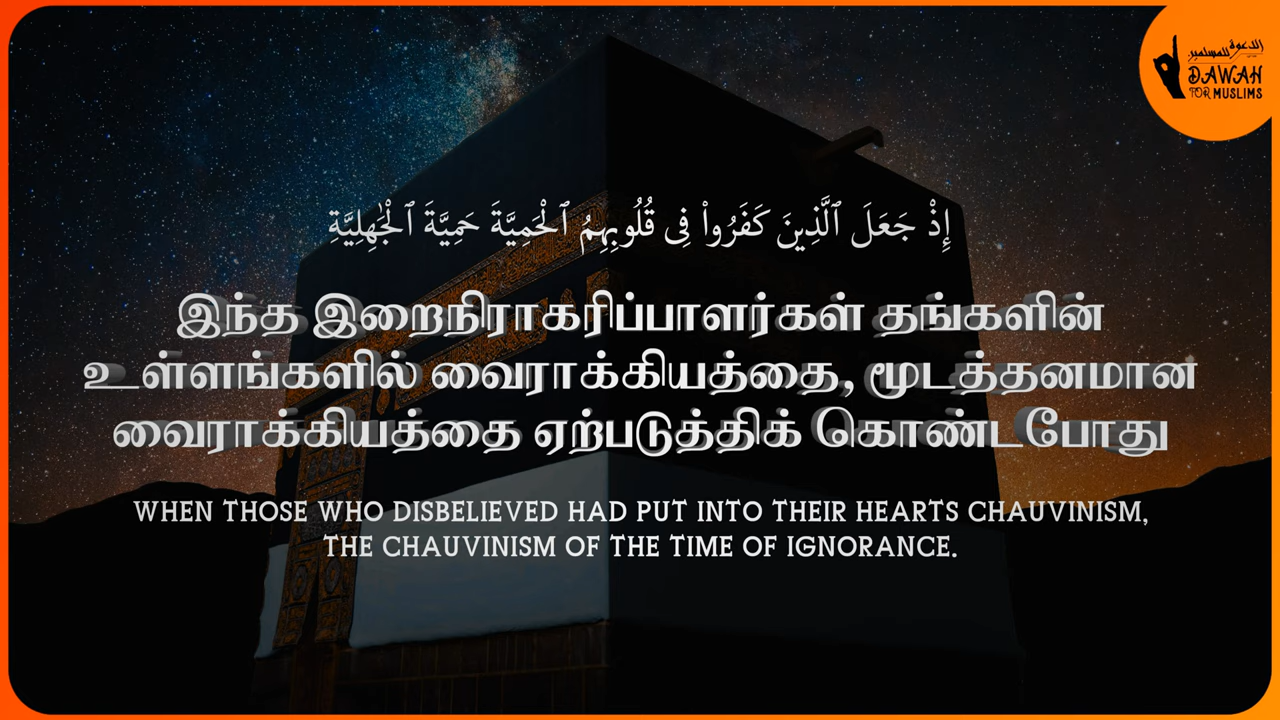 الدعوة للمسلمين
DAWAH
FOR MUSLIMS
إِذْ جَعَلَ ٱلَّذِينَ كَفَرُوا۟ فِى قُلُوبِهِمُ ٱلْحَمِيَّةَ حَمِيَّةَ ٱلْجَٰهِلِيَّةِ
இந்த இறைநிராகரிப்பாளர்கள் தங்களின்
உள்ளங்களில் வைராக்கியத்தை, மூடத்தனமான
வைராக்கியத்தை ஏற்படுத்திக் கொண்டபோது
WHEN THOSE WHO DISBELIEVED HAD PUT INTO THEIR HEARTS CHAUVINISM,
THE CHAUVINISM OF THE TIME OF IGNORANCE.